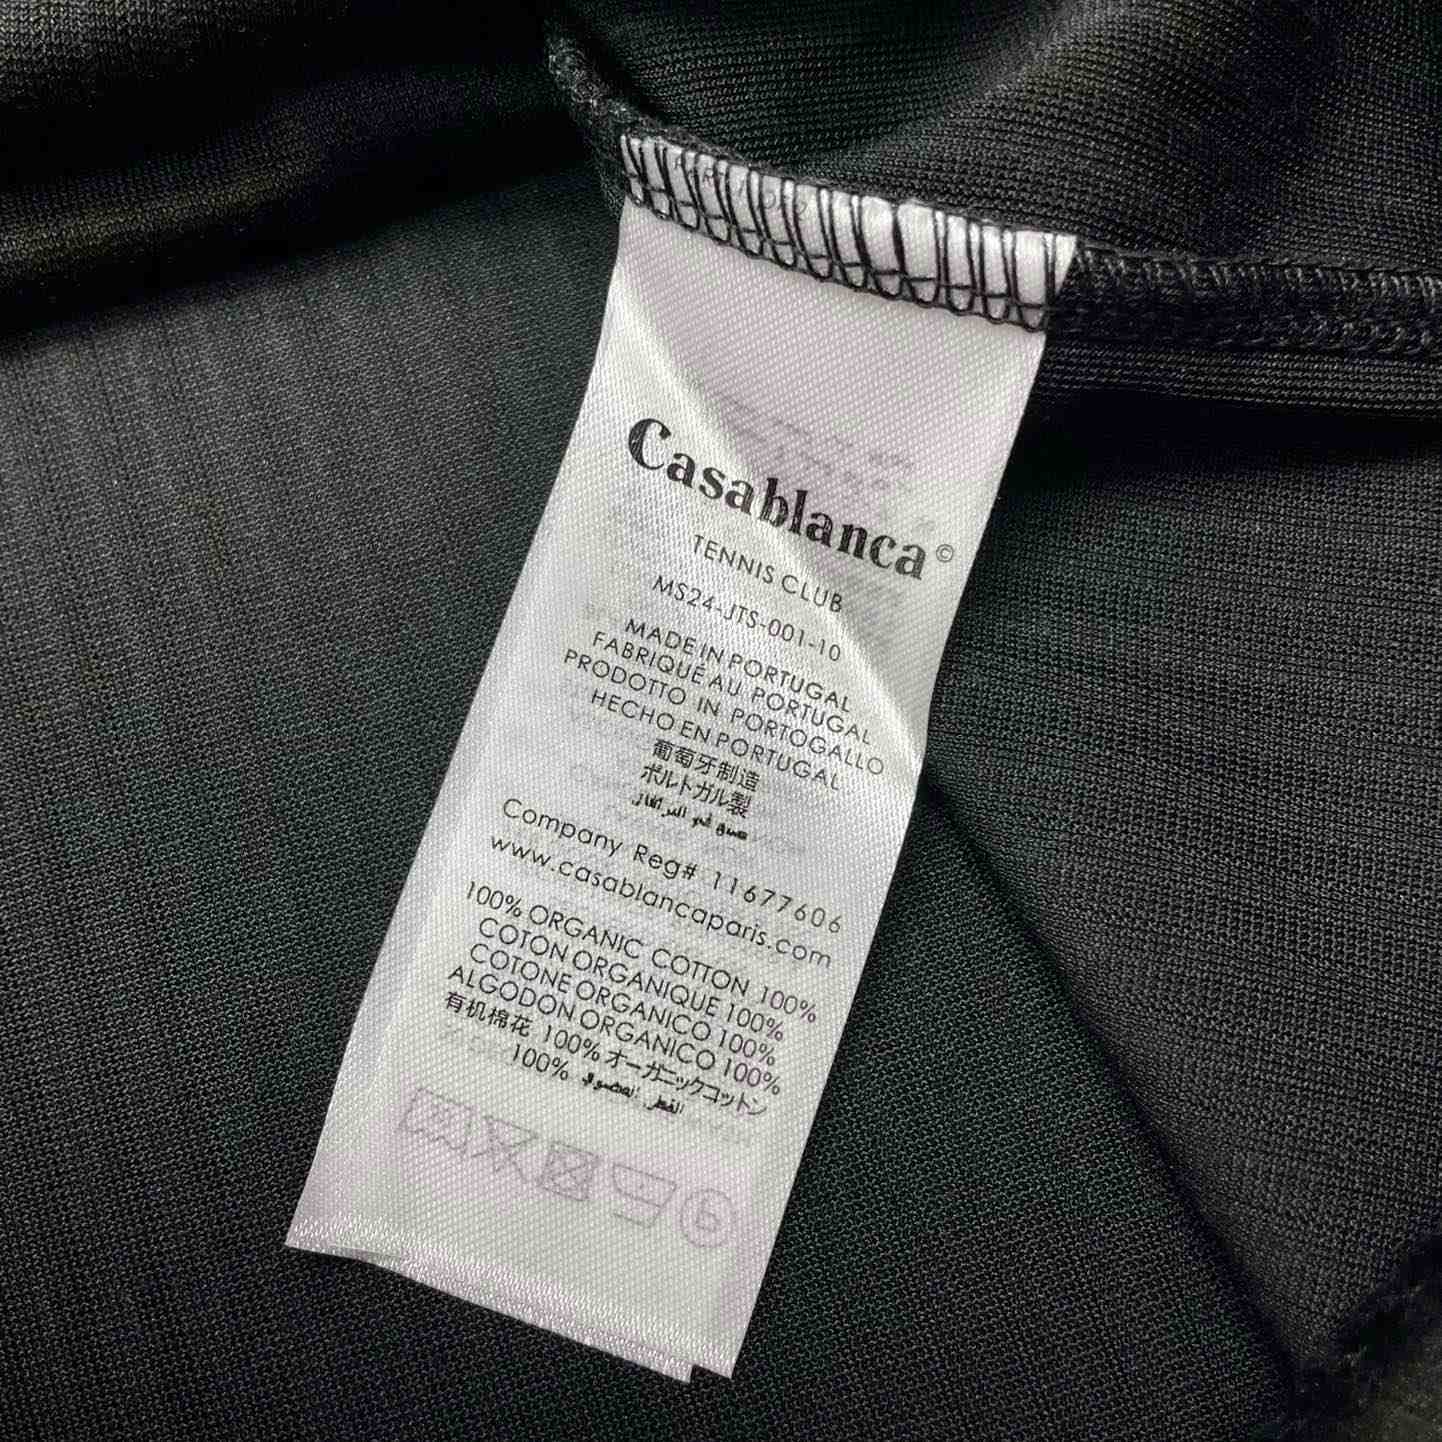 Casablanca©
TENNIS CLUB
MS24-JTS-001-10
MADE IN PORTUGAL
FABRIQUÉ AU PORTUGAL
PRODOTTO IN PORTOGALLO
HECHO EN PORTUGAL
葡萄牙制造
ポルトガル製
Company Reg# 11677606
www.casablancaparis.com
100% ORGANIC COTTON 100%
COTON ORGANIQUE 100%
COTONE ORGANICO 100%
ALGODON ORGANICO 100%
有机棉花 100% オーガニックコットン
100% القطن العضوي